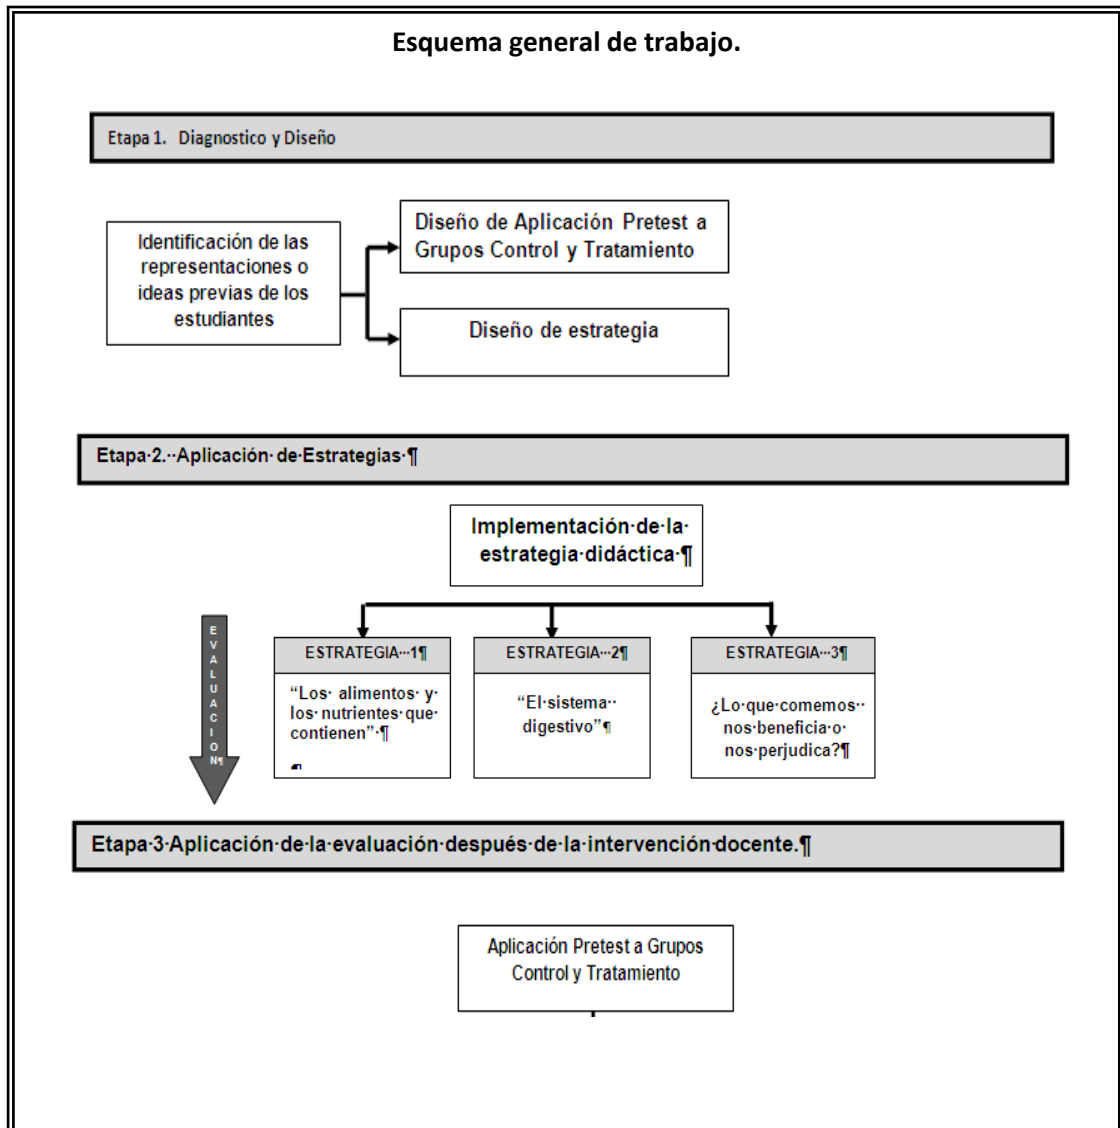 Esquema general de trabajo.
Etapa 1. Diagnostico y Diseño
Identificación de las
representaciones o
ideas previas de los
estudiantes
Diseño de Aplicación Pretest a
Grupos Control y Tratamiento
Diseño de estrategia
Etapa·2.··Aplicación·de·Estrategias·¶
Implementación·de·la·
estrategia·didáctica·¶
EVALUACION¶
ESTRATEGIA···1¶
“Los· alimentos· y·
los·nutrientes·que·
contienen”·¶
¶
ESTRATEGIA···2¶
“El·sistema··
digestivo”¶
ESTRATEGIA···3¶
¿Lo·que·comemos··
nos·beneficia·o·
nos·perjudica?¶
Etapa·3·Aplicación·de·la·evaluación·después·de·la·intervención·docente.¶
Aplicación Pretest a Grupos
Control y Tratamiento